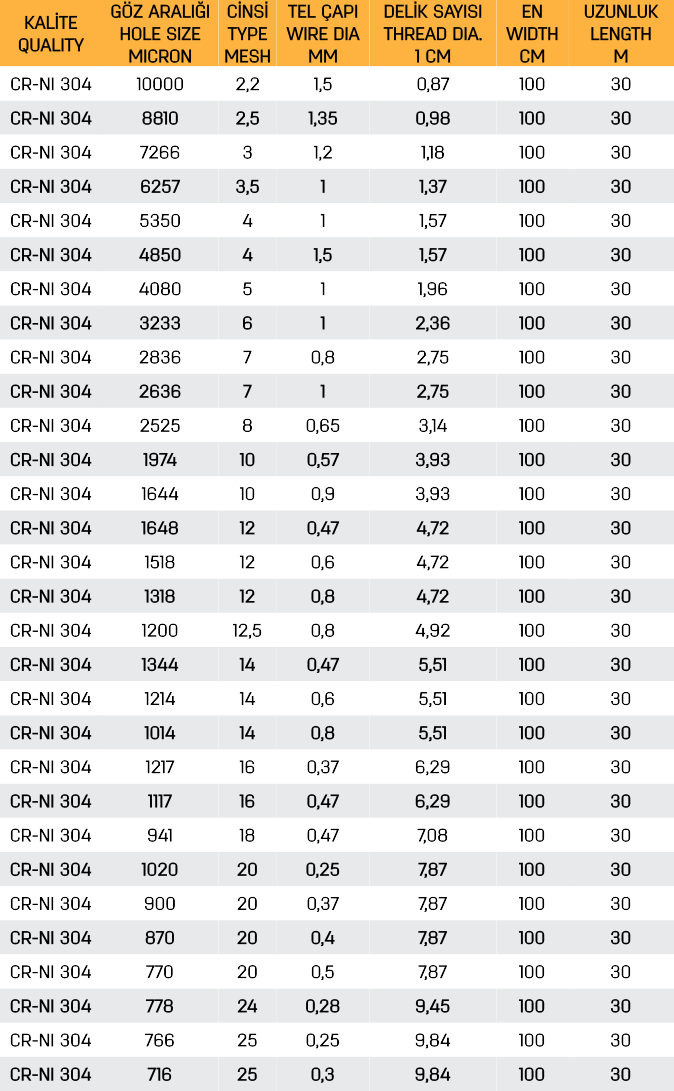 KALİTE QUALITY GÖZ ARALIĞI HOLE SIZE MICRON CİNSİ TYPE MESH TEL ÇAPI WIRE DIA MM DELİK SAYISI THREAD DIA. 1 CM EN WIDTH CM UZUNLUK LENGTH M
CR-NI 304 10000 2,2 1,5 0,87 100 30
CR-NI 304 8810 2,5 1,35 0,98 100 30
CR-NI 304 7266 3 1,2 1,18 100 30
CR-NI 304 6257 3,5 1 1,37 100 30
CR-NI 304 5350 4 1 1,57 100 30
CR-NI 304 4850 4 1,5 1,57 100 30
CR-NI 304 4080 5 1 1,96 100 30
CR-NI 304 3233 6 1 2,36 100 30
CR-NI 304 2836 7 0,8 2,75 100 30
CR-NI 304 2636 7 1 2,75 100 30
CR-NI 304 2525 8 0,65 3,14 100 30
CR-NI 304 1974 10 0,57 3,93 100 30
CR-NI 304 1644 10 0,9 3,93 100 30
CR-NI 304 1648 12 0,47 4,72 100 30
CR-NI 304 1518 12 0,6 4,72 100 30
CR-NI 304 1318 12 0,8 4,72 100 30
CR-NI 304 1200 12,5 0,8 4,92 100 30
CR-NI 304 1344 14 0,47 5,51 100 30
CR-NI 304 1214 14 0,6 5,51 100 30
CR-NI 304 1014 14 0,8 5,51 100 30
CR-NI 304 1217 16 0,37 6,29 100 30
CR-NI 304 1117 16 0,47 6,29 100 30
CR-NI 304 941 18 0,47 7,08 100 30
CR-NI 304 1020 20 0,25 7,87 100 30
CR-NI 304 900 20 0,37 7,87 100 30
CR-NI 304 870 20 0,4 7,87 100 30
CR-NI 304 770 20 0,5 7,87 100 30
CR-NI 304 778 24 0,28 9,45 100 30
CR-NI 304 766 25 0,25 9,84 100 30
CR-NI 304 716 25 0,3 9,84 100 30